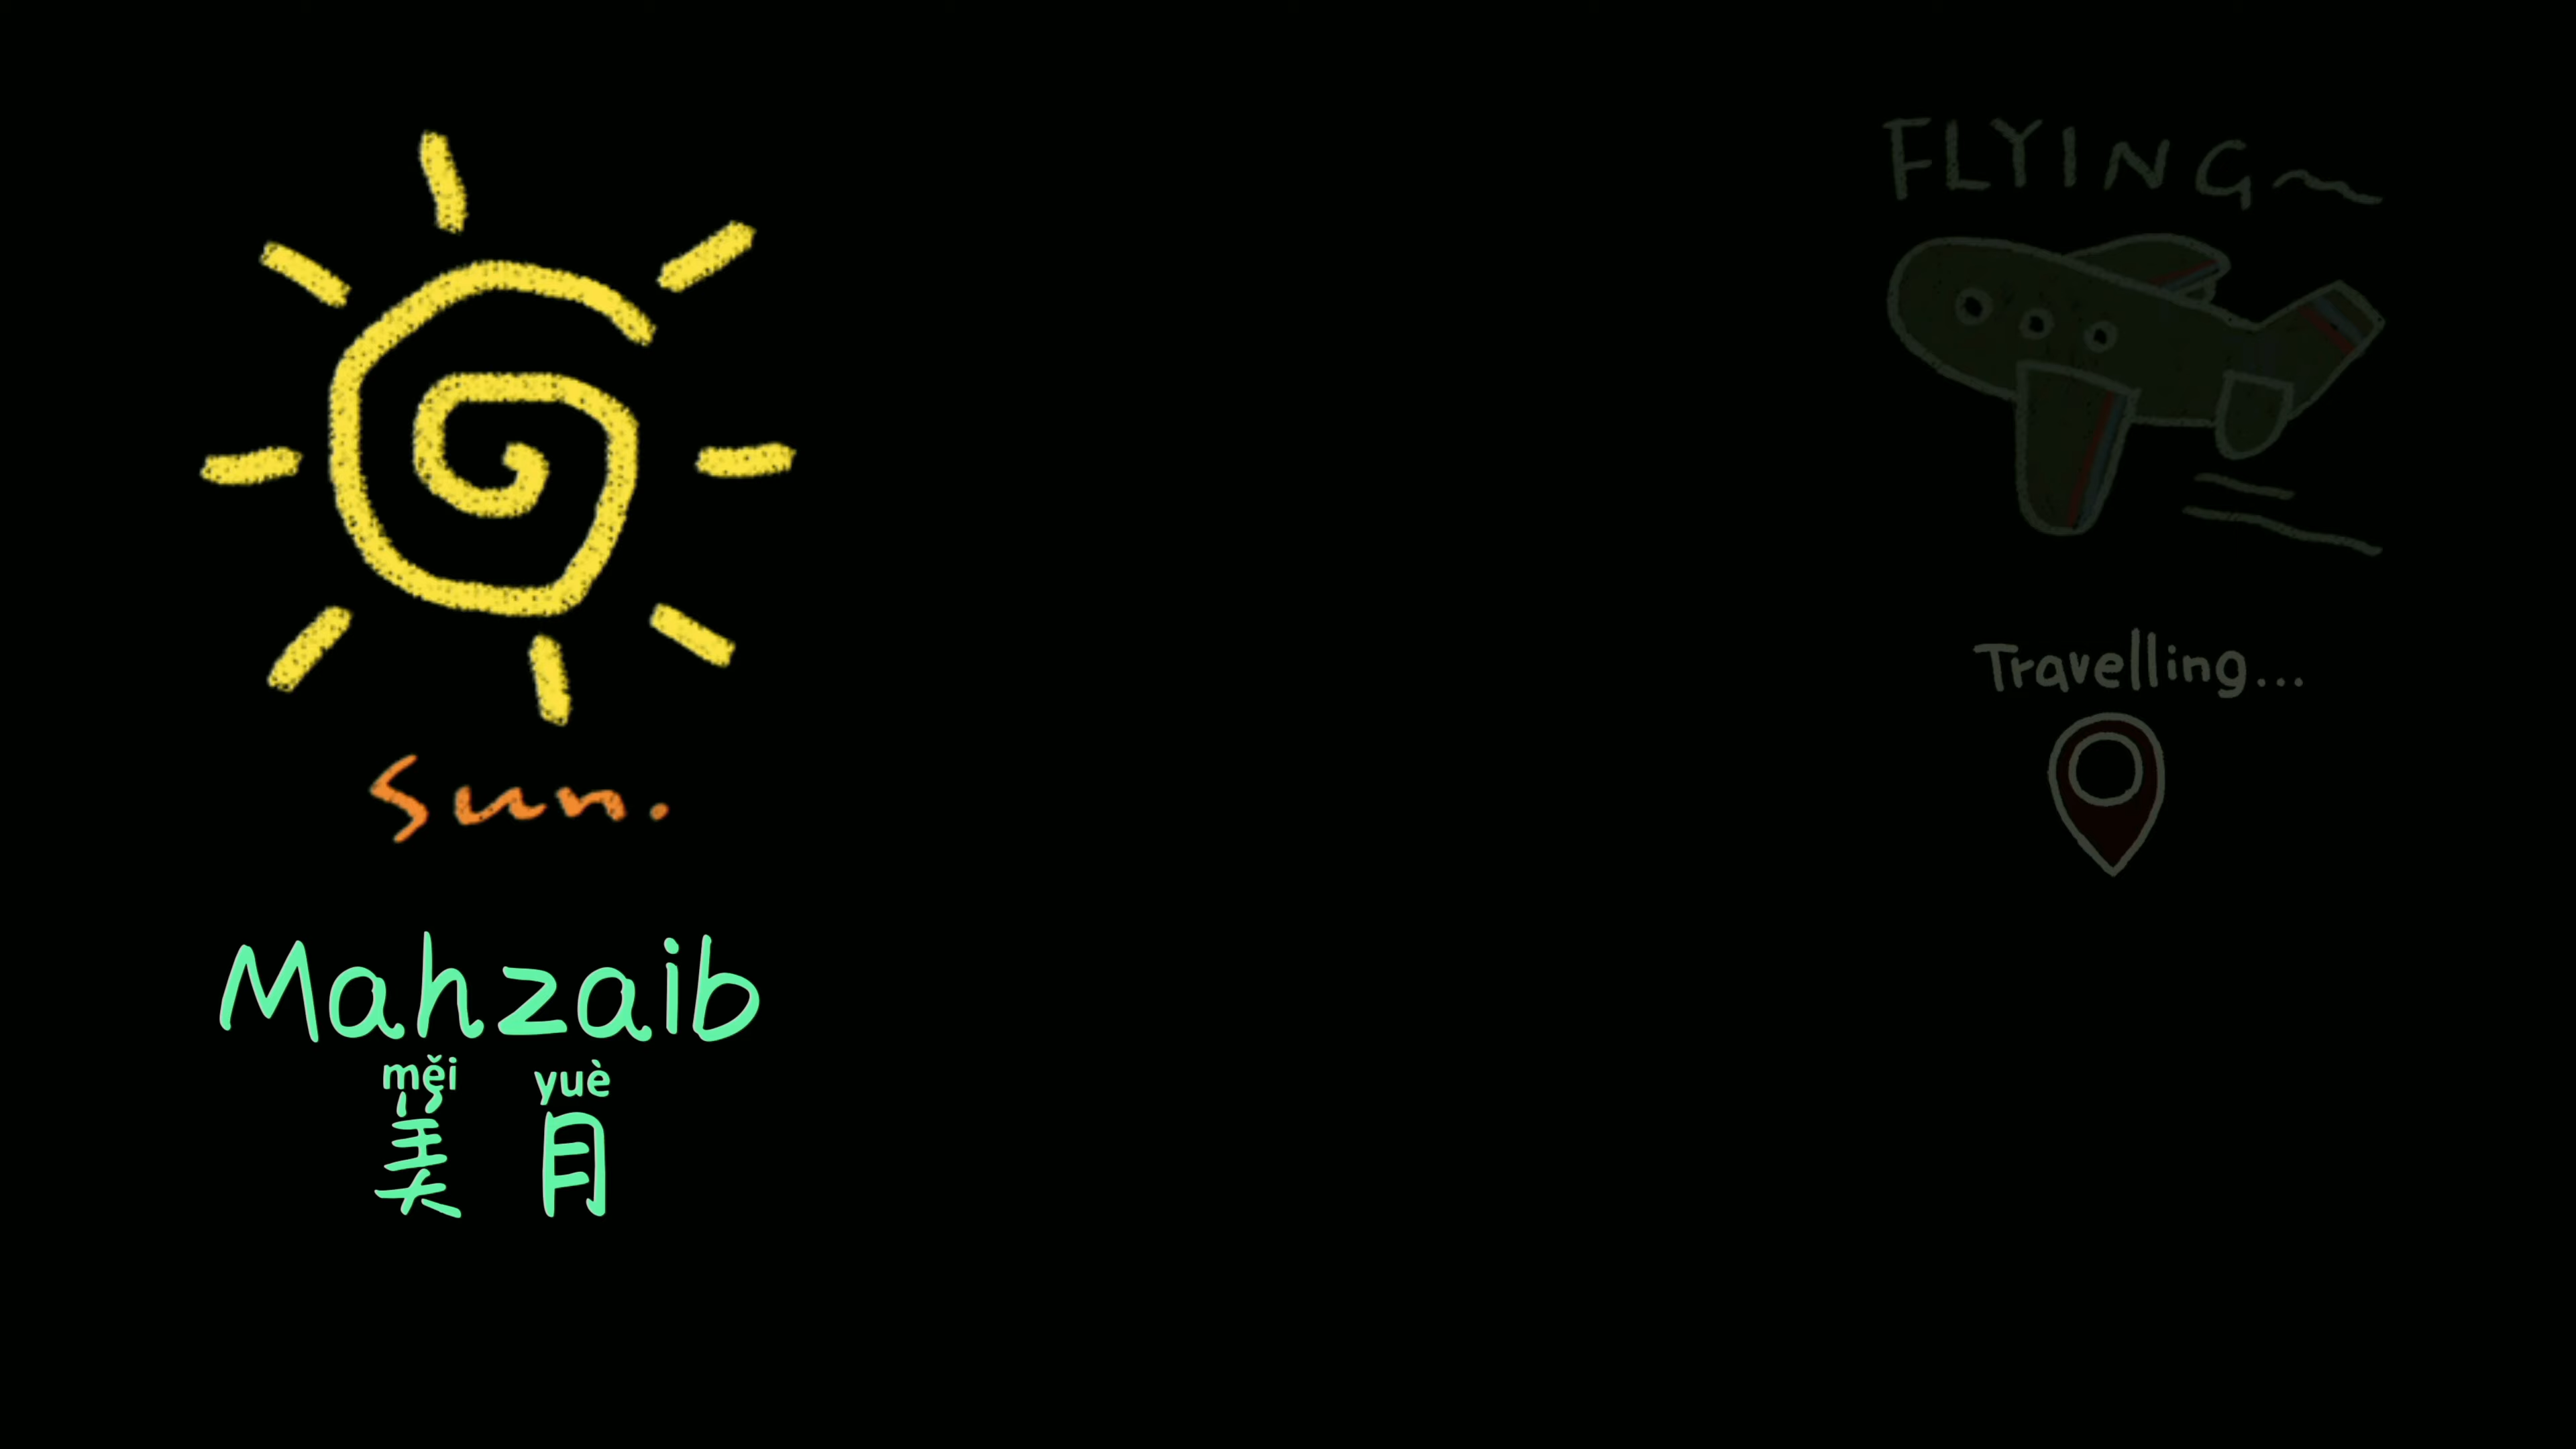 Sun.
Mahzaib
měi yuè
美 月
FLYING~
Travelling...